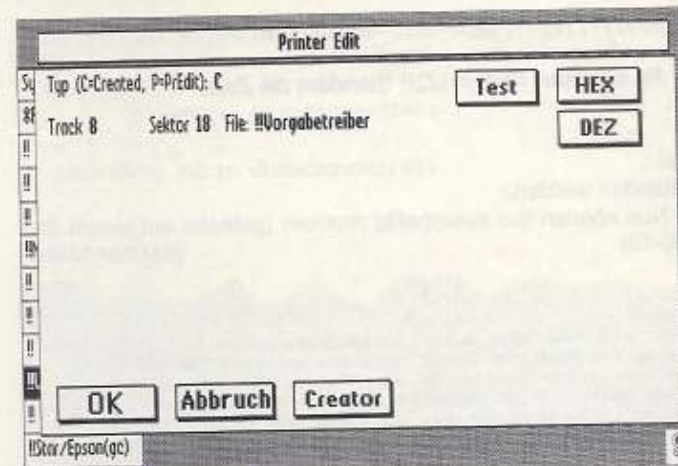 Printer Edit
Typ (C=Created, P=PrEdit): C
Test
HEX
Track 8 Sektor 18 File: !!Vorgabetreiber
DEZ
OK
Abbruch
Creator
!!Star/Epson(gc)